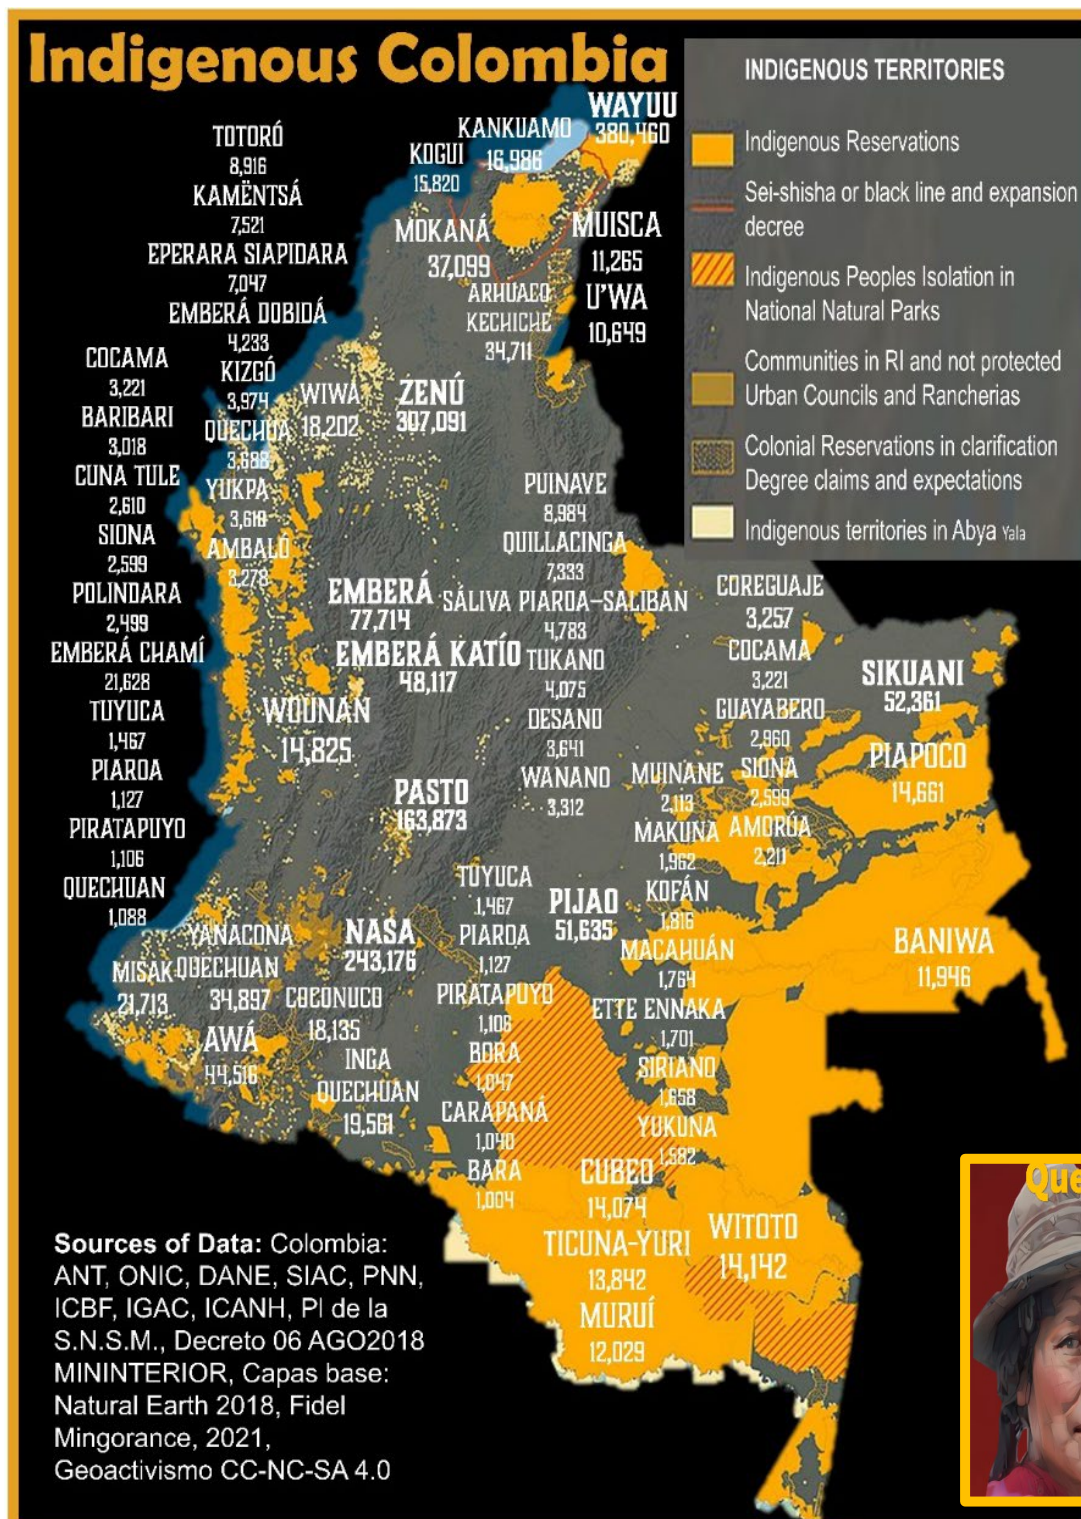 Indigenous Colombia
INDIGENOUS TERRITORIES
Indigenous Reservations
Sei-shisha or black line and expansion
decree
Indigenous Peoples Isolation in
National Natural Parks
Communities in RI and not protected
Urban Councils and Rancherias
Colonial Reservations in clarification
Degree claims and expectations
Indigenous territories in Abya Yala
WAYUU
380,460
KANKUAMO
16,986
KOGUI
15,820
MOKANÁ
37,099
MUISCA
11,265
U'WA
10,649
ARHUACO
KECHICHE
34,711
TOTORÓ
8,916
KAMËNTSÁ
7,521
EPERARA SIAPIDARA
7,047
EMBERÁ DOBIDÁ
4,233
KIZGÓ
3,974
QUECHUA
3,688
YUKPA
3,610
AMBALÓ
3,278
WIWA
18,202
ZENÚ
307,091
COCAMA
3,221
BARIBARI
3,018
CUNA TULE
2,610
SIONA
2,599
POLINDARA
2,499
EMBERÁ CHAMÍ
21,628
TUYUCA
1,467
PIAROA
1,127
PIRATAPUYO
1,106
QUECHUAN
1,088
EMBERÁ
77,714
EMBERÁ KATÍO
48,117
WOUNAN
14,825
PASTO
163,873
PUINAVE
8,984
QUILLACINGA
7,333
SÁLIVA PIAROA-SALIBAN
4,783
TUKANO
4,075
DESANO
3,641
WANANO
3,312
COREGUAJE
3,257
COCAMA
3,221
GUAYABERO
2,960
SIONA
2,599
AMORÚA
2,211
SIKUANI
52,361
PIAPOCO
14,661
MUINANE
2,113
MAKUNA
1,962
KOFÁN
1,816
MACAHUÁN
1,764
ETTE ENNAKA
1,701
SIRIANO
1,658
YUKUNA
1,582
BANIWA
11,946
PIJAO
51,635
TUYUCA
1,467
PIAROA
1,127
PIRATAPUYO
1,106
BORA
1,047
CARAPANÁ
1,040
BARA
1,004
NASA
243,176
YANACONA
QUECHUAN
34,897
MISAK
21,713
COCONUCO
18,135
AWÁ
44,516
INGA
QUECHUAN
19,561
CUBEO
14,074
TICUNA-YURI
13,842
MURUÍ
12,029
WITOTO
14,142
Sources of Data: Colombia:
ANT, ONIC, DANE, SIAC, PNN,
ICBF, IGAC, ICANH, PI de la
S.N.S.M., Decreto 06 AGO2018
MININTERIOR, Capas base:
Natural Earth 2018, Fidel
Mingorance, 2021,
Geoactivismo CC-NC-SA 4.0